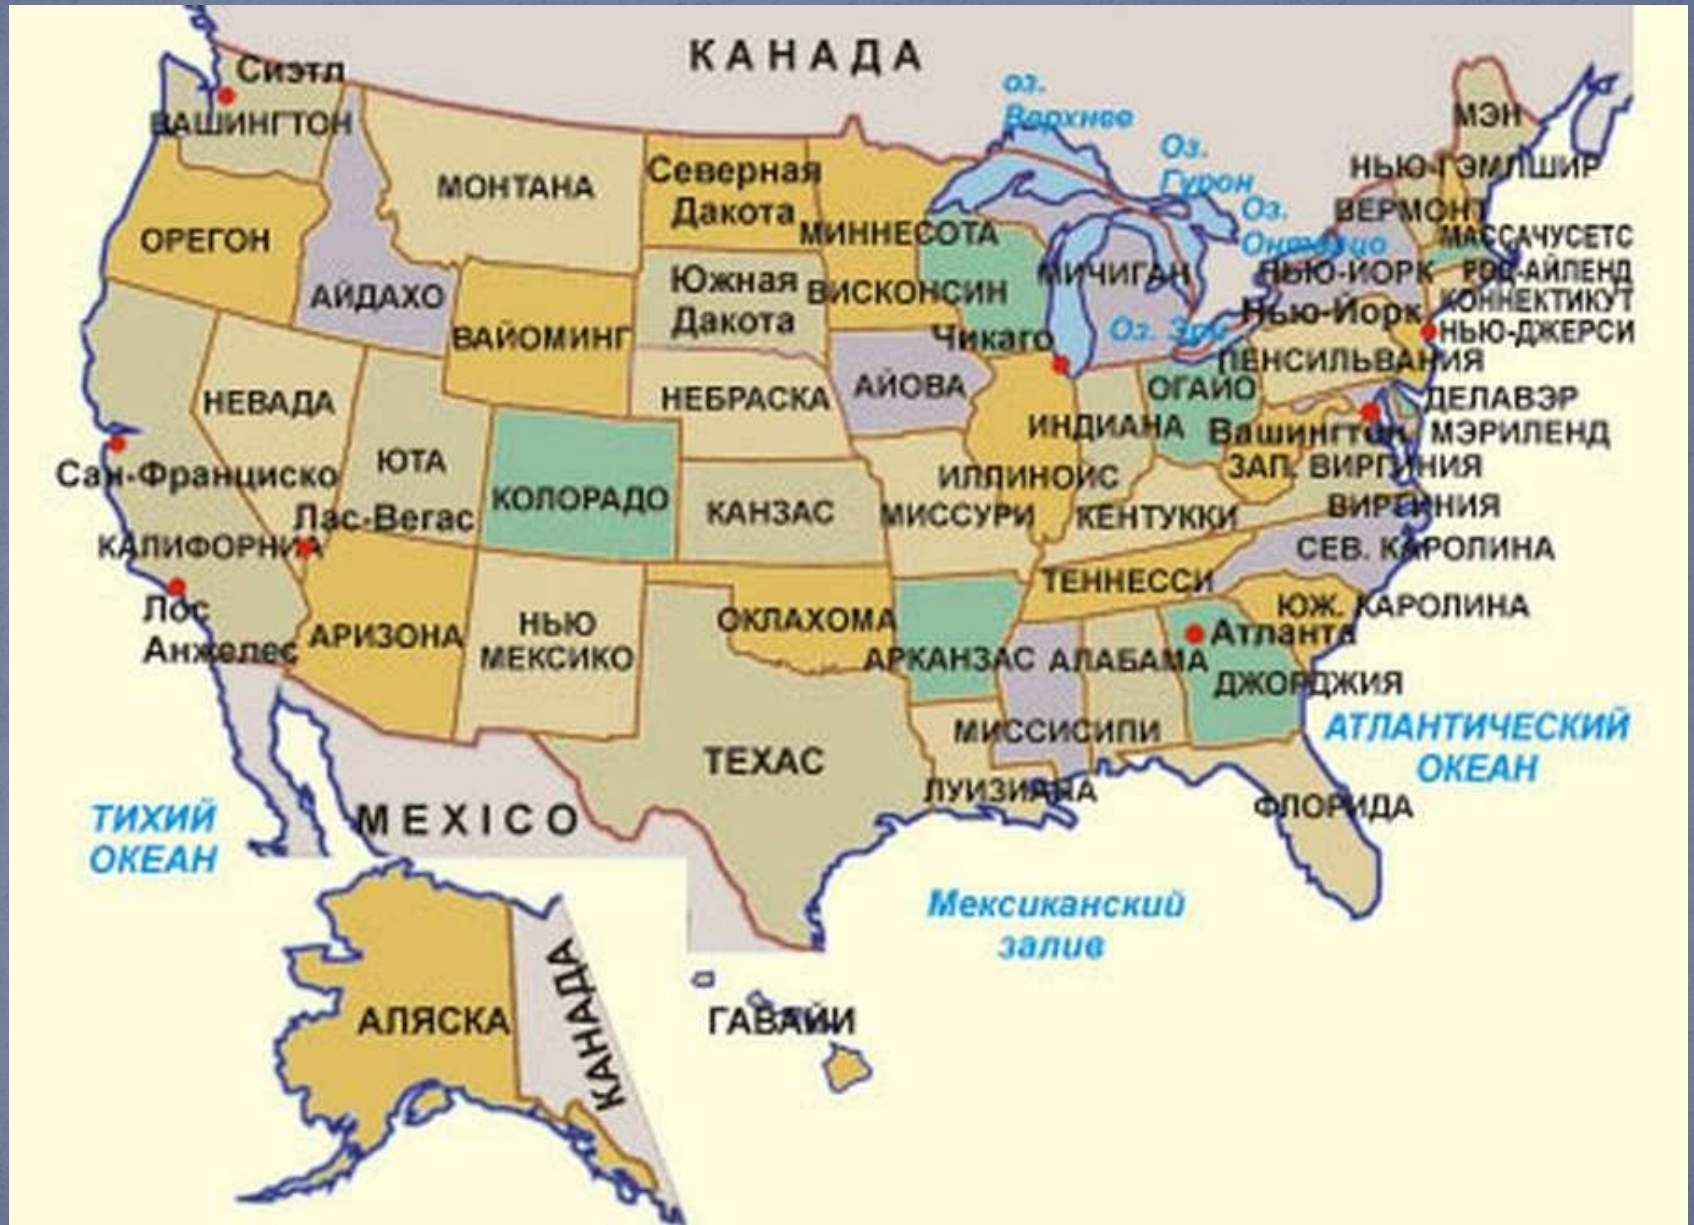 КАНАДА
Сиэтл
ВАШИНГТОН
оз.
Верхнее
МЭН
Оз.
Гурон
НЬЮ-ГЭМПШИР
МОНТАНА
Северная
Дакота
Оз.
Онтарио
ВЕРМОНТ
ОРЕГОН
МИННЕСОТА
МАССАЧУСЕТС
АЙДАХО
Южная
Дакота
ВИСКОНСИН
МИЧИГАН
НЬЮ-ЙОРК
РОД-АЙЛЕНД
КОННЕКТИКУТ
Нью-Йорк
ВАЙОМИНГ
Чикаго
Оз. Эри
НЬЮ-ДЖЕРСИ
ПЕНСИЛЬВАНИЯ
НЕВАДА
НЕБРАСКА
АЙОВА
ОГАЙО
ДЕЛАВЭР
ИНДИАНА
Вашингтон
МЭРИЛЕНД
Сан-Франциско
ЮТА
ИЛЛИНОИС
ЗАП. ВИРГИНИЯ
КОЛОРАДО
КАНЗАС
МИССУРИ
КЕНТУККИ
ВИРГИНИЯ
Лас-Вегас
КАЛИФОРНИЯ
СЕВ. КАРОЛИНА
ТЕННЕССИ
Лос
Анжелес
АРИЗОНА
НЬЮ
МЕКСИКО
ОКЛАХОМА
ЮЖ. КАРОЛИНА
Атланта
АРКАНЗАС
АЛАБАМА
ДЖОРДЖИЯ
МИССИСИПИ
АТЛАНТИЧЕСКИЙ
ОКЕАН
ТЕХАС
ЛУИЗИАНА
ФЛОРИДА
ТИХИЙ
ОКЕАН
MEXICO
Мексиканский
залив
АЛЯСКА
КАНАДА
ГАВАЙИ